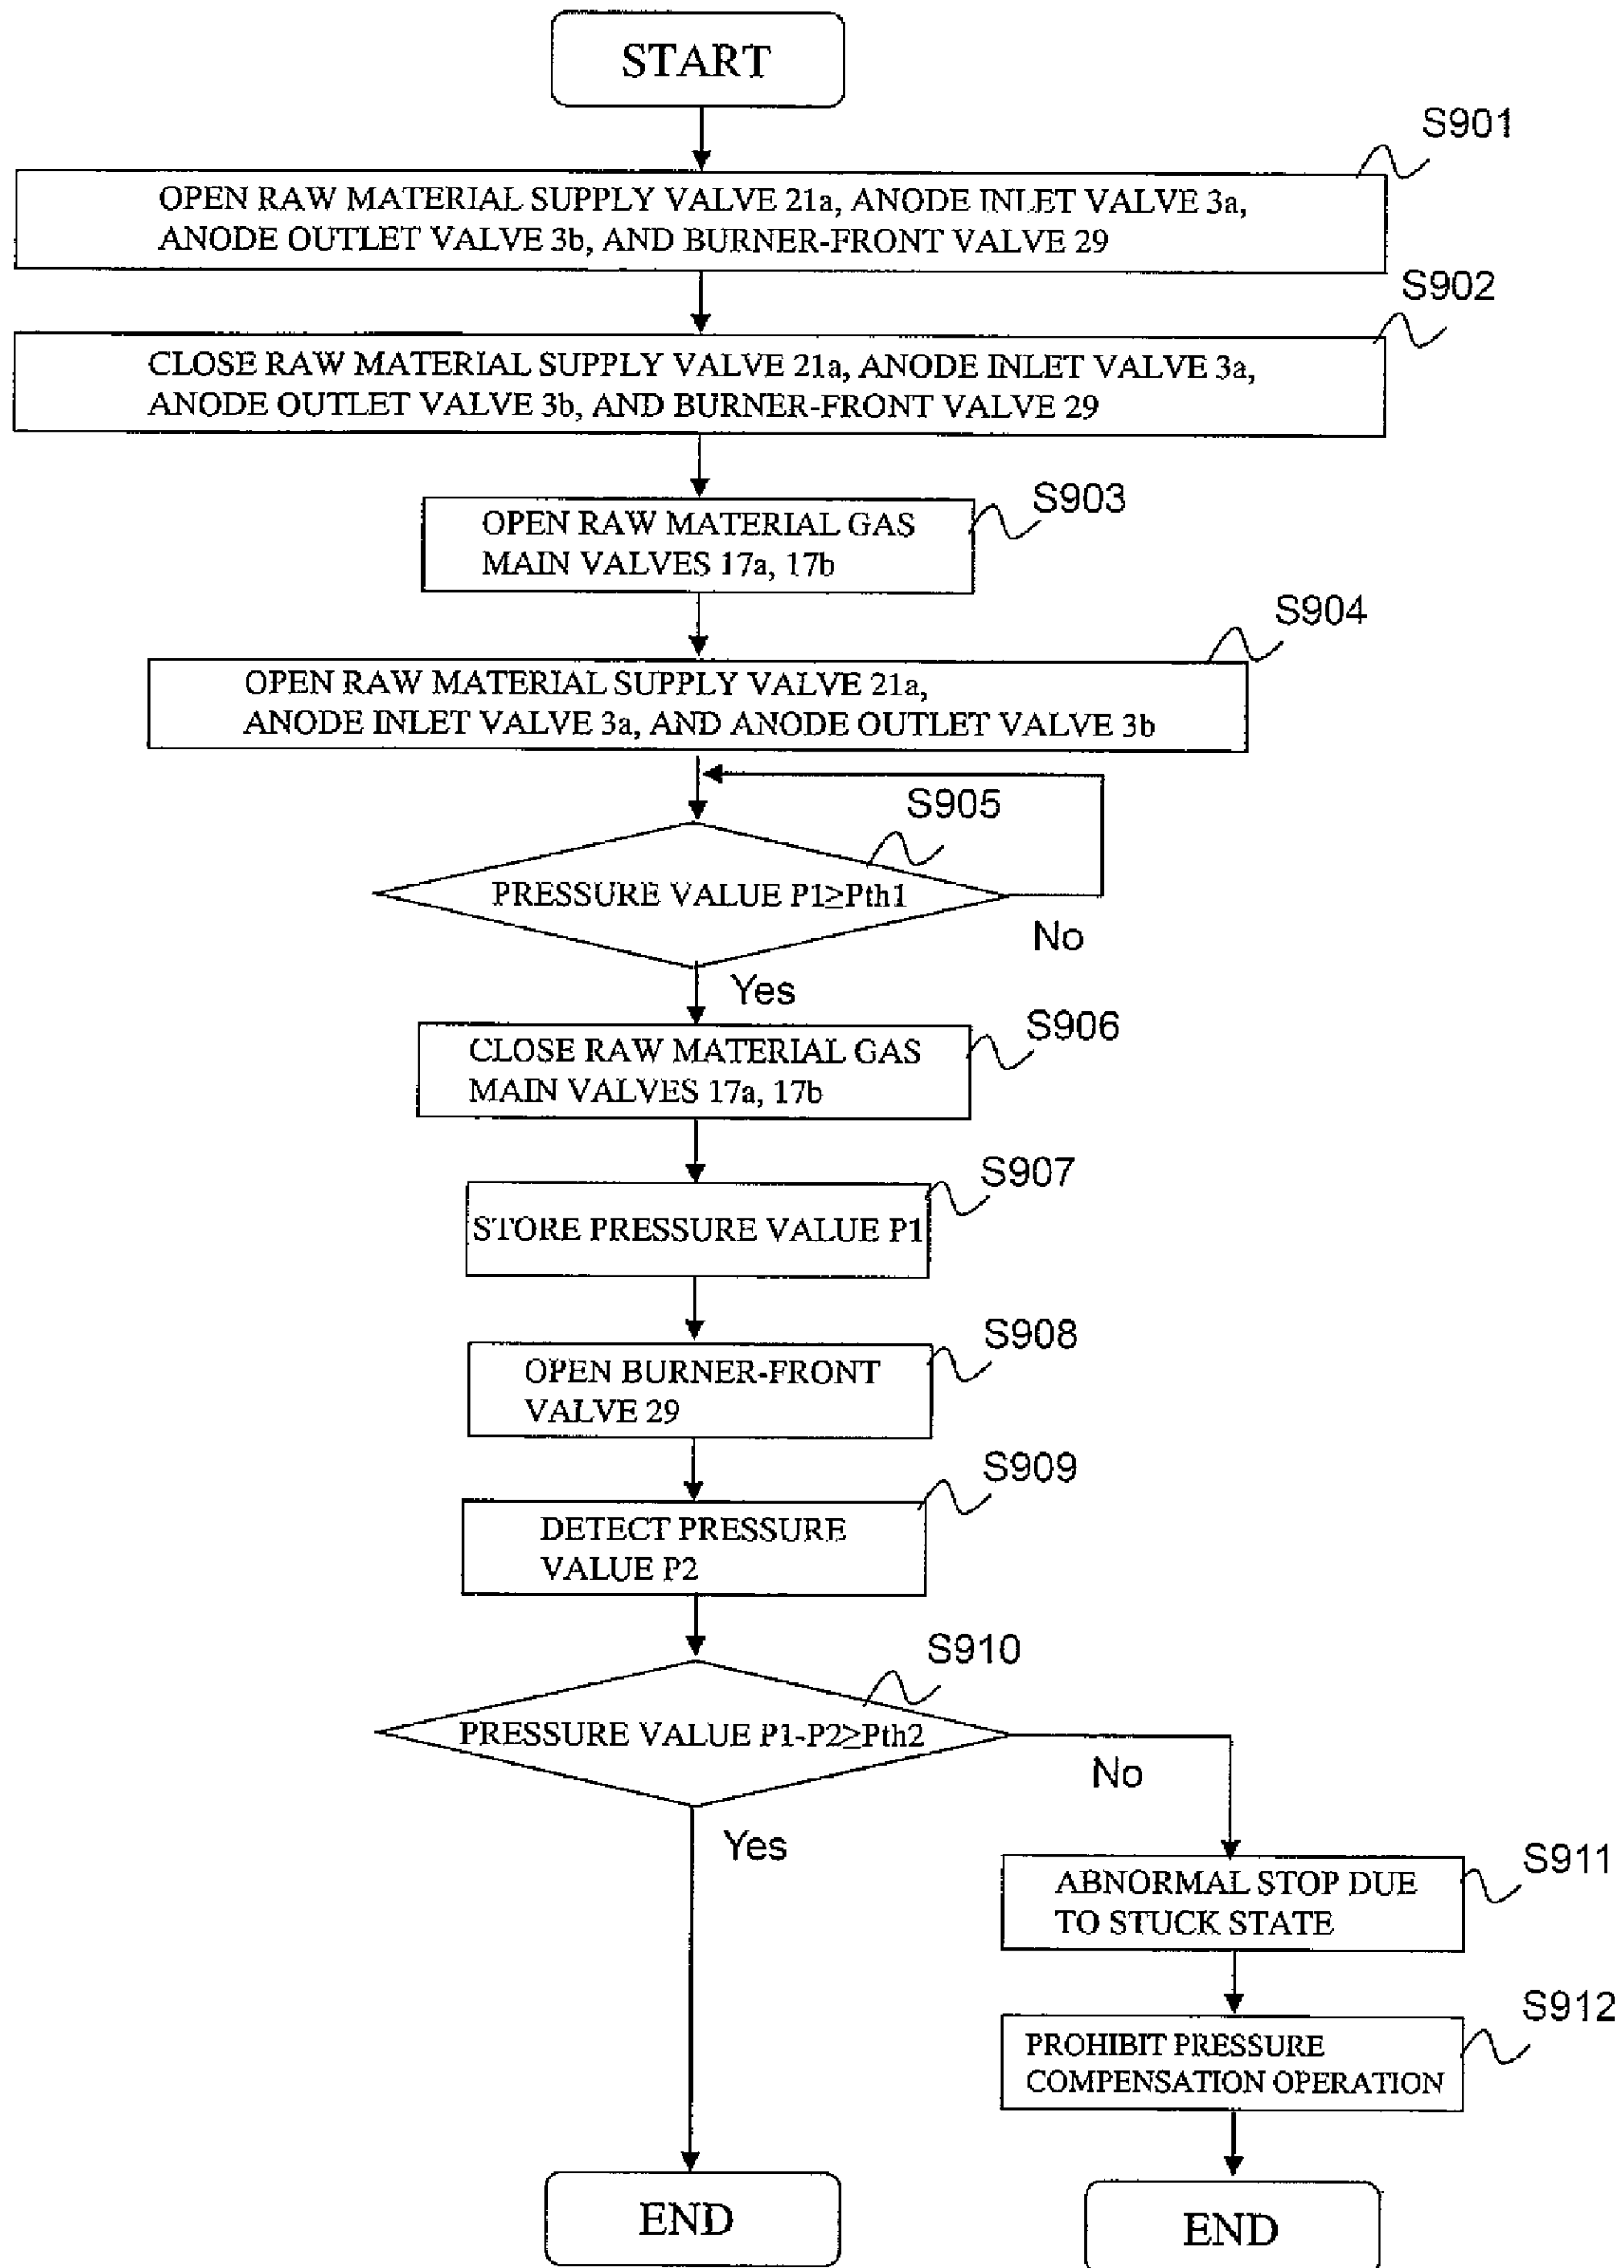 START
S901
OPEN RAW MATERIAL SUPPLY VALVE 21a, ANODE INLET VALVE 3a,
ANODE OUTLET VALVE 3b, AND BURNER-FRONT VALVE 29
S902
CLOSE RAW MATERIAL SUPPLY VALVE 21a, ANODE INLET VALVE 3a,
ANODE OUTLET VALVE 3b, AND BURNER-FRONT VALVE 29
S903
OPEN RAW MATERIAL GAS
MAIN VALVES 17a, 17b
S904
OPEN RAW MATERIAL SUPPLY VALVE 21a,
ANODE INLET VALVE 3a, AND ANODE OUTLET VALVE 3b
S905
PRESSURE VALUE P1≥Pth1
No
Yes
S906
CLOSE RAW MATERIAL GAS
MAIN VALVES 17a, 17b
S907
STORE PRESSURE VALUE P1
S908
OPEN BURNER-FRONT
VALVE 29
S909
DETECT PRESSURE
VALUE P2
S910
PRESSURE VALUE P1-P2≥Pth2
No
Yes
S911
ABNORMAL STOP DUE
TO STUCK STATE
S912
PROHIBIT PRESSURE
COMPENSATION OPERATION
END
END